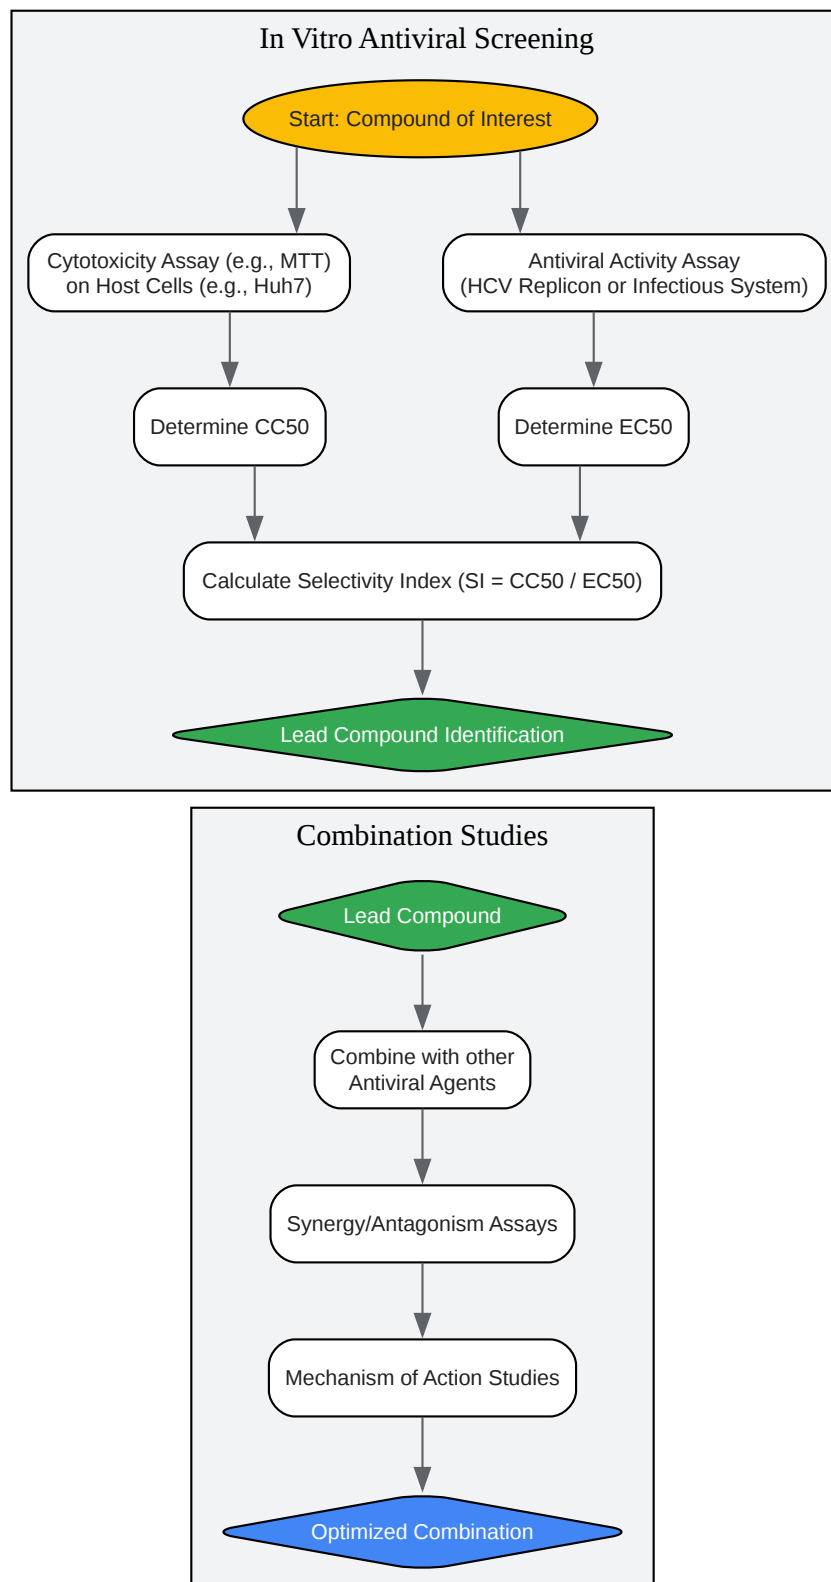 In Vitro Antiviral Screening
Start: Compound of Interest
Cytotoxicity Assay (e.g., MTT)
on Host Cells (e.g., Huh7)
Antiviral Activity Assay
(HCV Replicon or Infectious System)
Determine CC50
Determine EC50
Calculate Selectivity Index (SI = CC50 / EC50)
Lead Compound Identification
Combination Studies
Lead Compound
Combine with other
Antiviral Agents
Synergy/Antagonism Assays
Mechanism of Action Studies
Optimized Combination